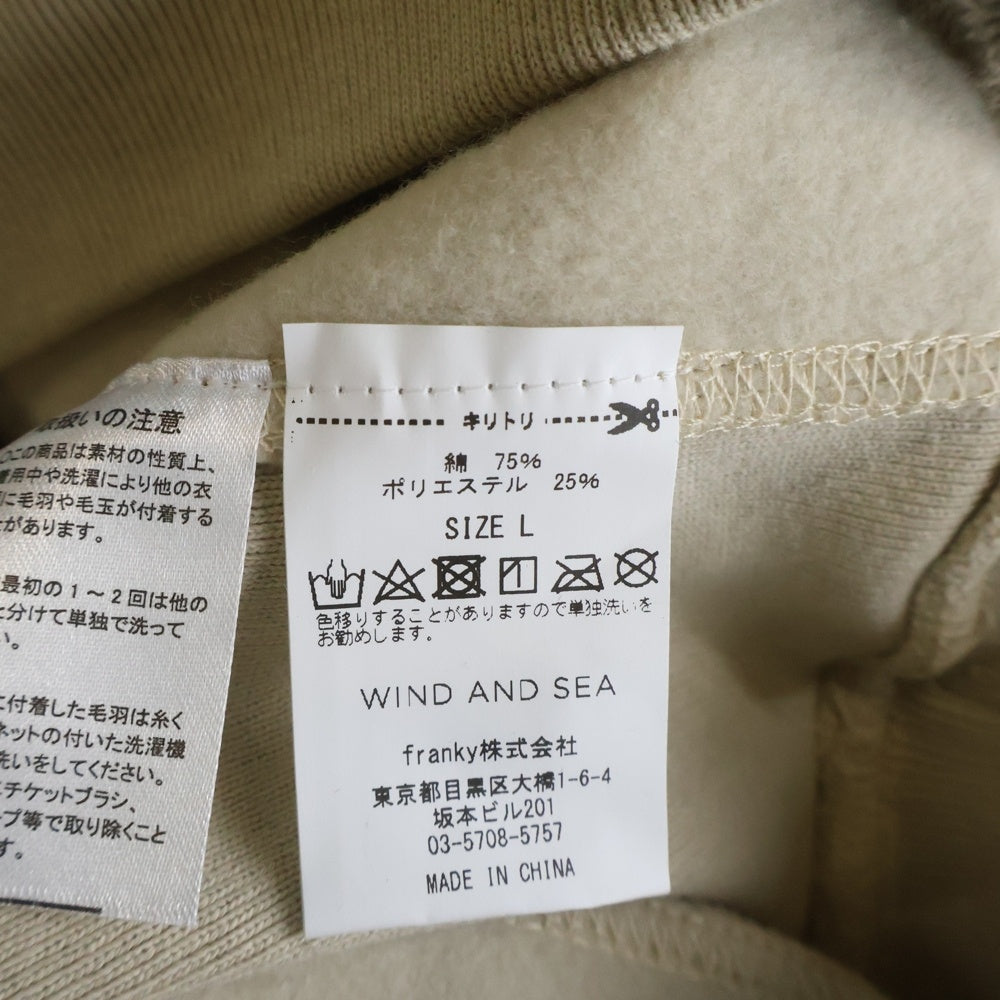 扱いの注意
この商品は素材の性質上、
着用中や洗濯により他の衣
に毛羽や毛玉が付着する
があります。
最初の1～2回は他の
と分けて単独で洗って
い。
に付着した毛羽は糸く
ネットの付いた洗濯機
洗いをしてください。
チケットブラシ、
プ等で取り除くこと
す。
キリトリ
綿 75%
ポリエステル 25%
SIZE L
色移りすることがありますので単独洗いを
お勧めします。
WIND AND SEA
franky株式会社
東京都目黒区大橋1-6-4
坂本ビル201
03-5708-5757
MADE IN CHINA